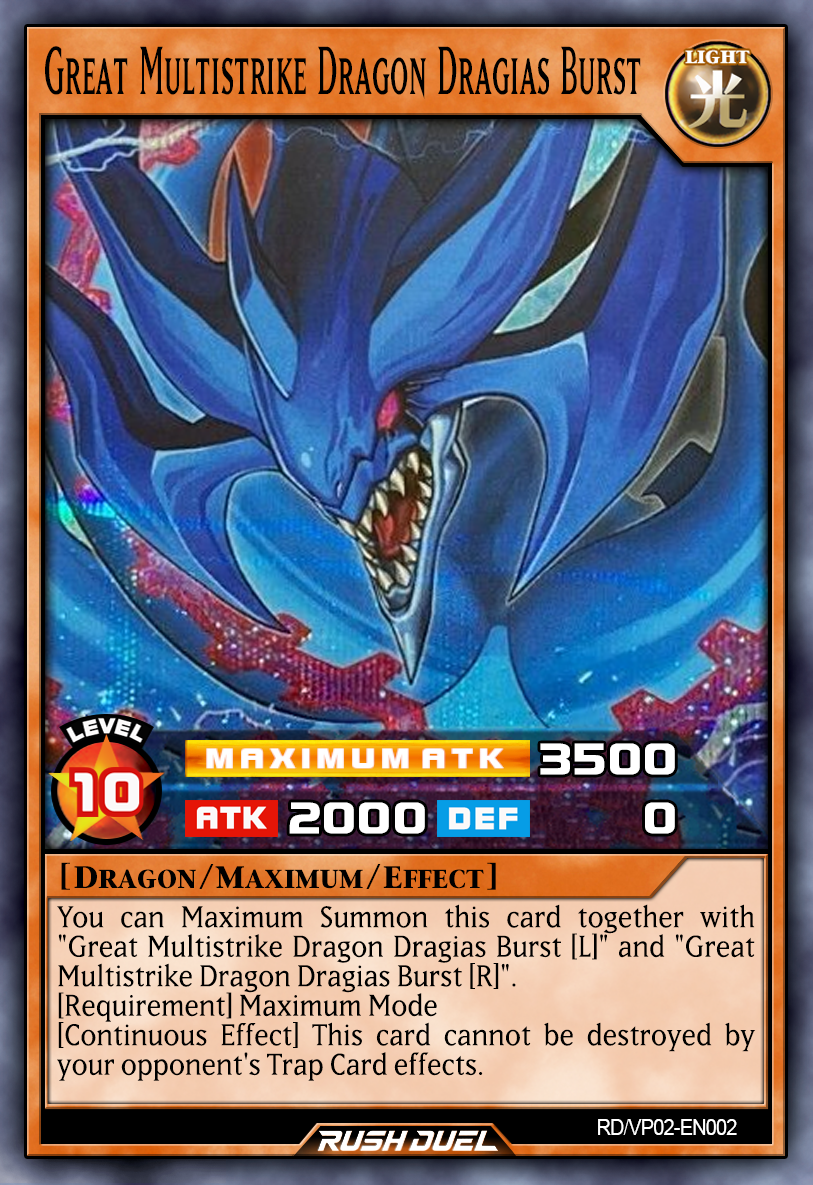 Great Multistrike Dragon Dragias Burst
LIGHT
光
LEVEL
10
MAXIMUM ATK 3500
ATK 2000 DEF 0
[Dragon/Maximum/Effect]
You can Maximum Summon this card together with
"Great Multistrike Dragon Dragias Burst [L]" and "Great
Multistrike Dragon Dragias Burst [R]".
[Requirement] Maximum Mode
[Continuous Effect] This card cannot be destroyed by
your opponent's Trap Card effects.
RD/VP02-EN002
RUSH DUEL